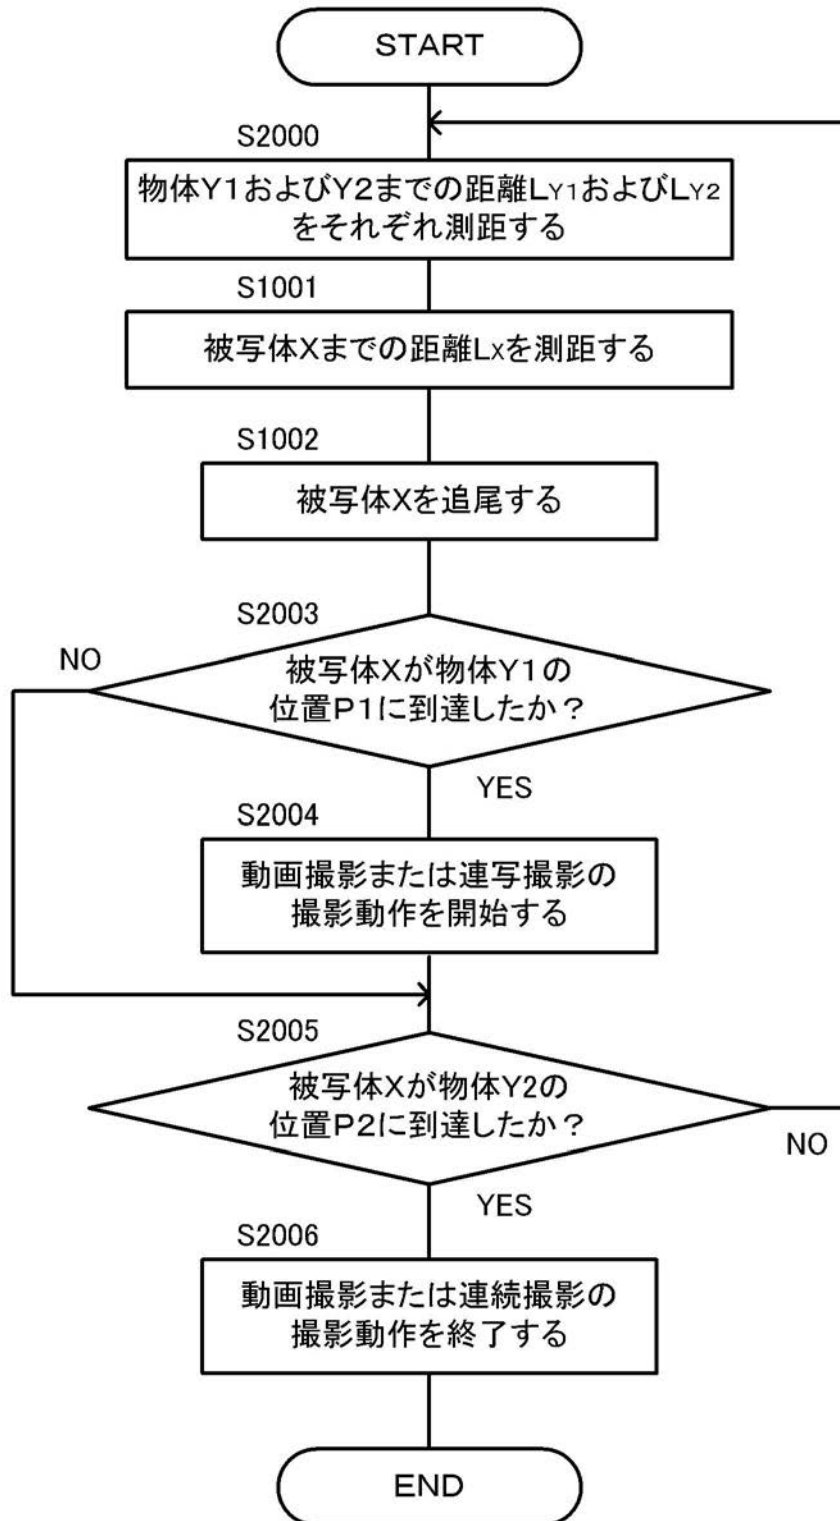 START
S2000
物体Y1およびY2までの距離LY1およびLY2
をそれぞれ測距する
S1001
被写体Xまでの距離LXを測距する
S1002
被写体Xを追尾する
S2003
NO
被写体Xが物体Y1の
位置P1に到達したか？
YES
S2004
動画撮影または連写撮影の
撮影動作を開始する
S2005
被写体Xが物体Y2の
位置P2に到達したか？
NO
YES
S2006
動画撮影または連続撮影の
撮影動作を終了する
END